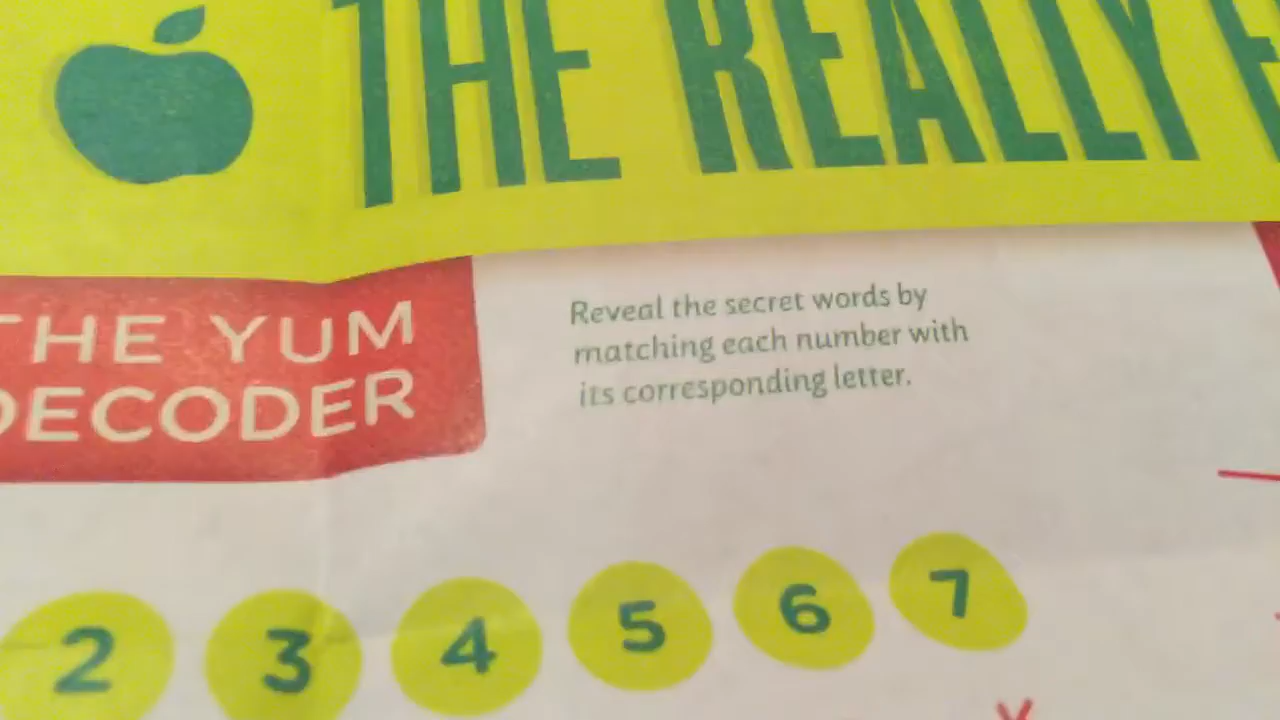 THE REALLY
THE YUM
DECODER
Reveal the secret words by
matching each number with
its corresponding letter.
2 3 4 5 6 7
Y